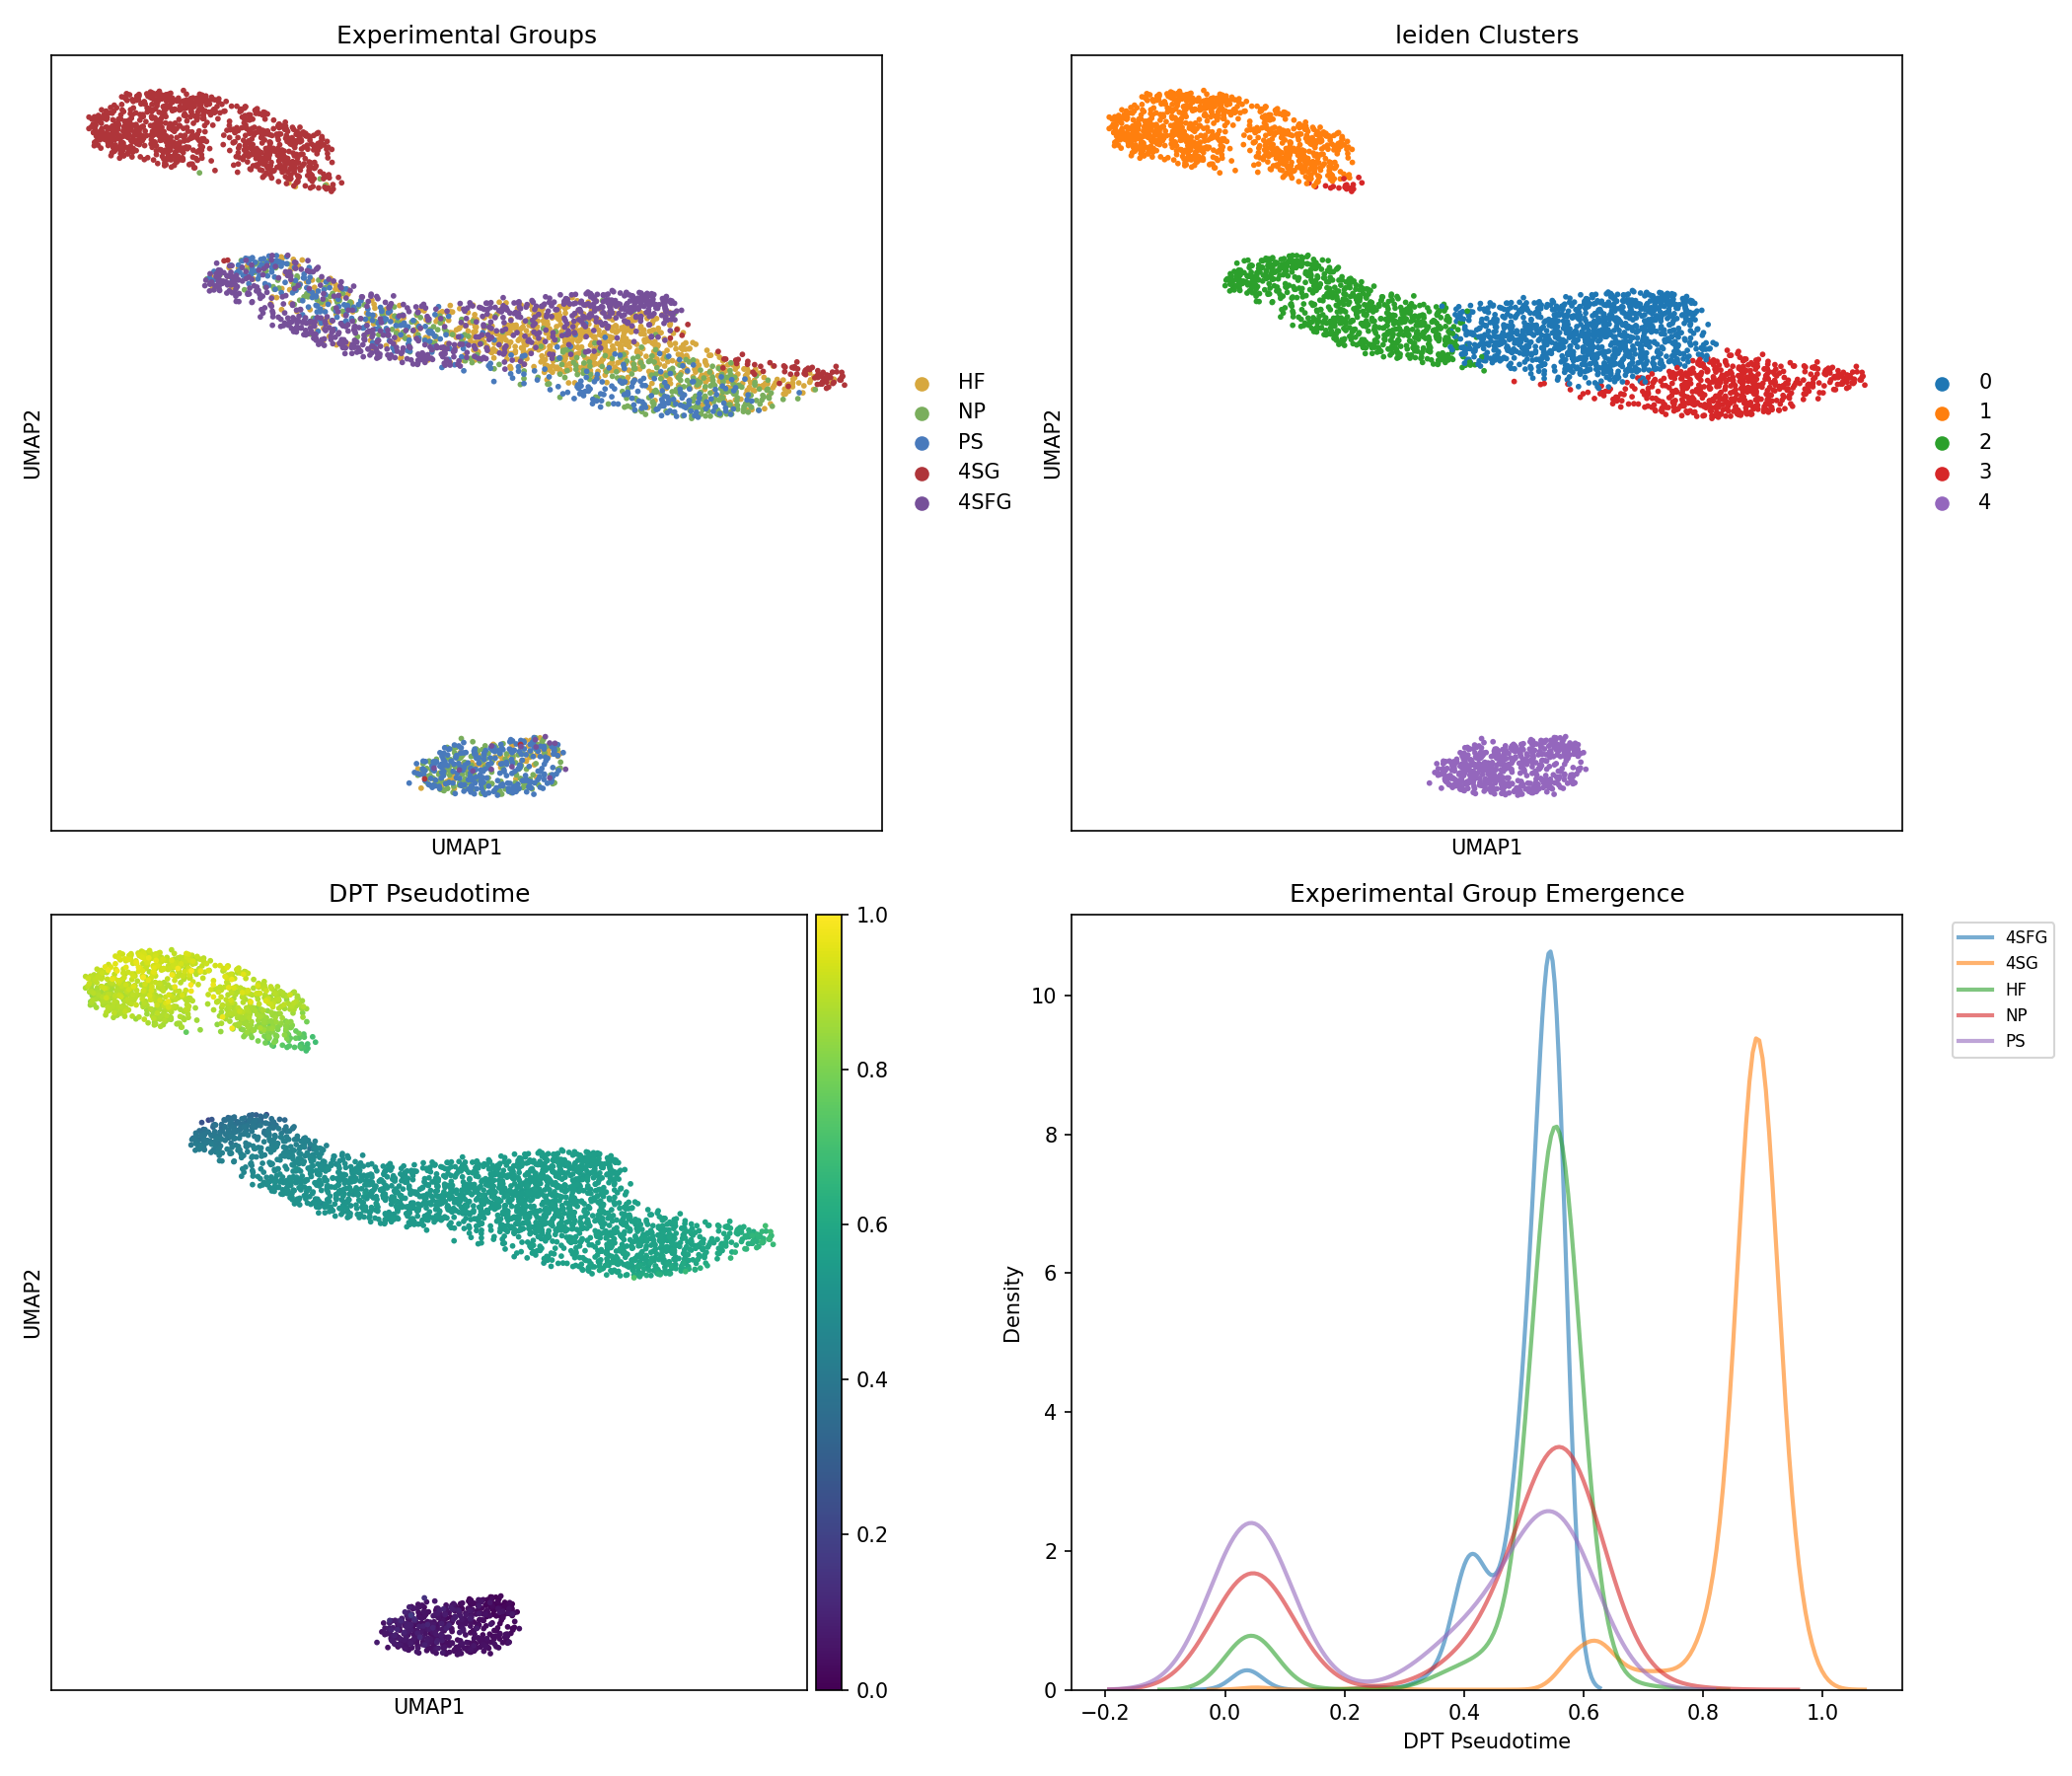 Experimental Groups
UMAP2
UMAP1
HF
NP
PS
4SG
4SFG
leiden Clusters
UMAP2
UMAP1
0
1
2
3
4
DPT Pseudotime
UMAP2
UMAP1
1.0
0.8
0.6
0.4
0.2
0.0
Experimental Group Emergence
Density
10
8
6
4
2
0
−0.2 0.0 0.2 0.4 0.6 0.8 1.0
DPT Pseudotime
4SFG
4SG
HF
NP
PS